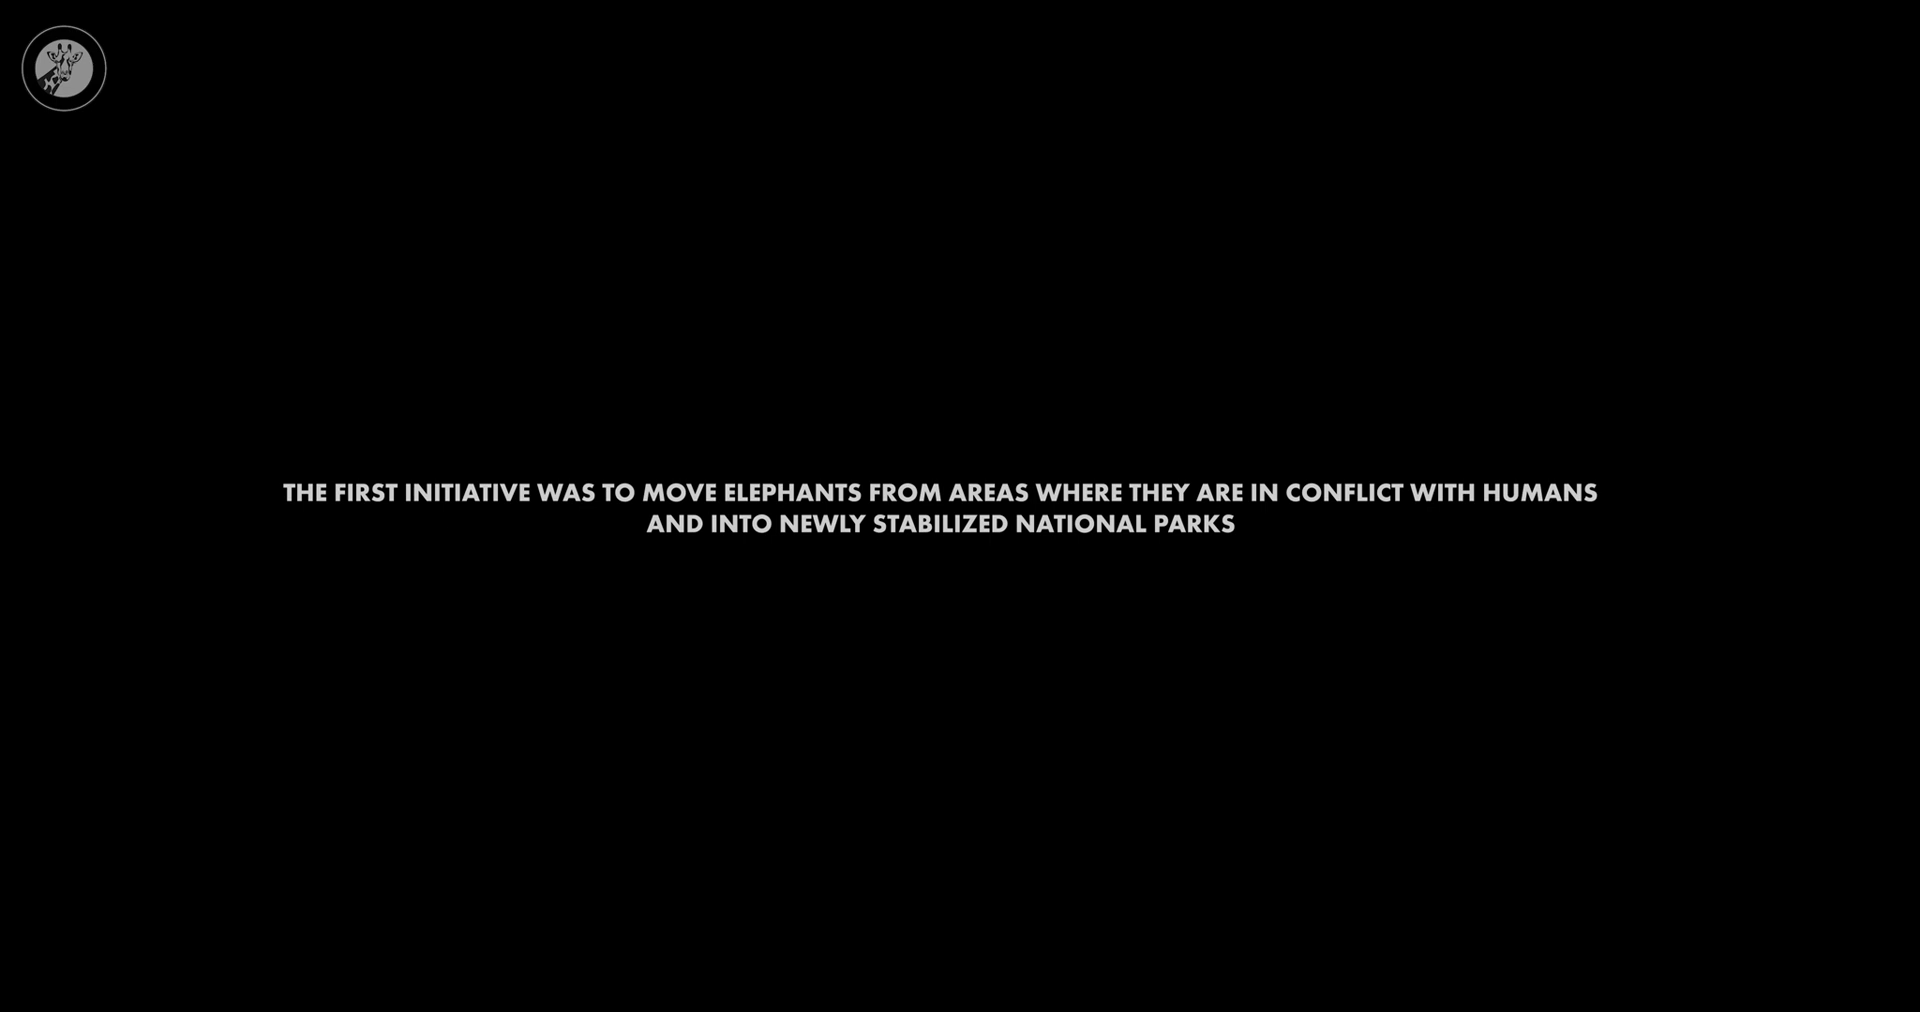 THE FIRST INITIATIVE WAS TO MOVE ELEPHANTS FROM AREAS WHERE THEY ARE IN CONFLICT WITH HUMANS
AND INTO NEWLY STABILIZED NATIONAL PARKS